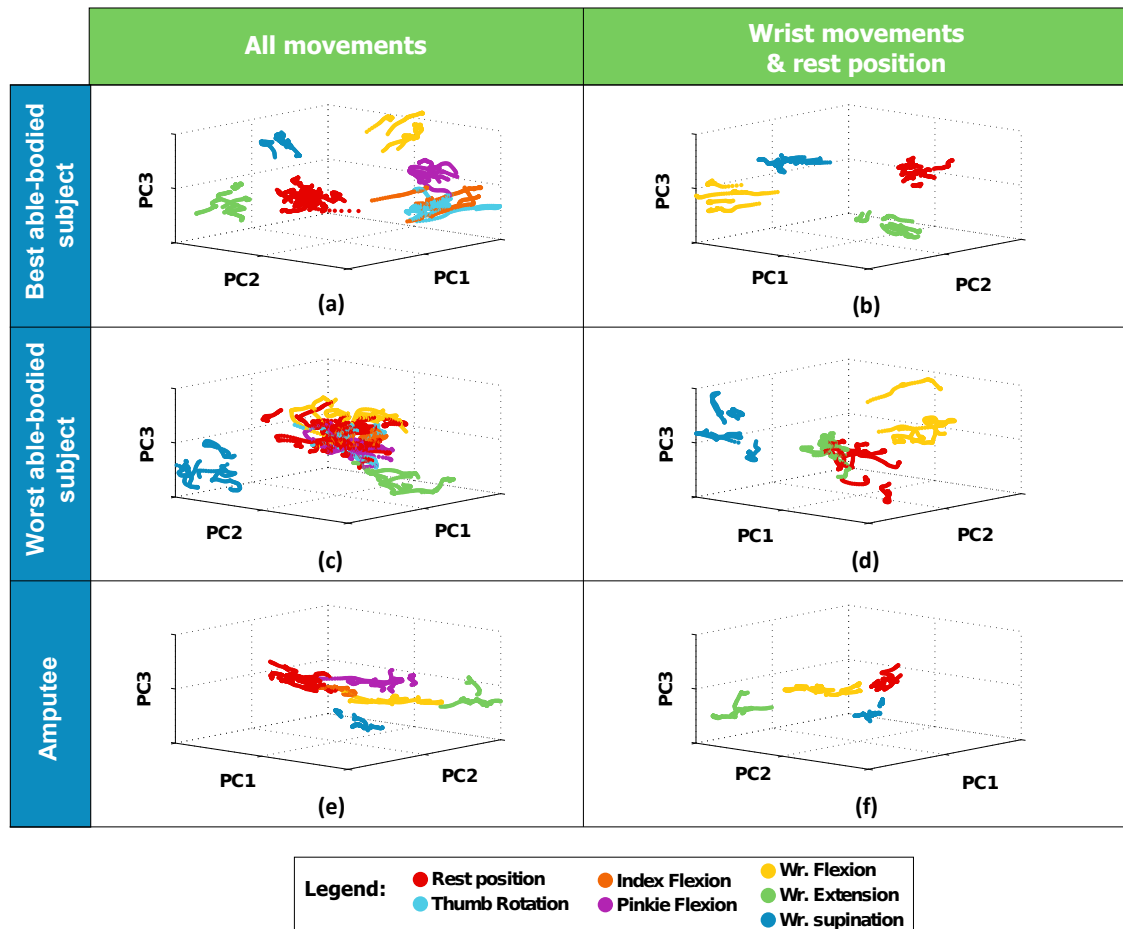 All movements
Wrist movements
& rest position
Best able-bodied
subject
PC3
PC2
PC1
(a)
PC3
PC1
PC2
(b)
Worst able-bodied
subject
PC3
PC2
PC1
(c)
PC3
PC1
PC2
(d)
Amputee
PC3
PC1
PC2
(e)
PC3
PC2
PC1
(f)
Legend:
Rest position
Thumb Rotation
Index Flexion
Pinkie Flexion
Wr. Flexion
Wr. Extension
Wr. supination